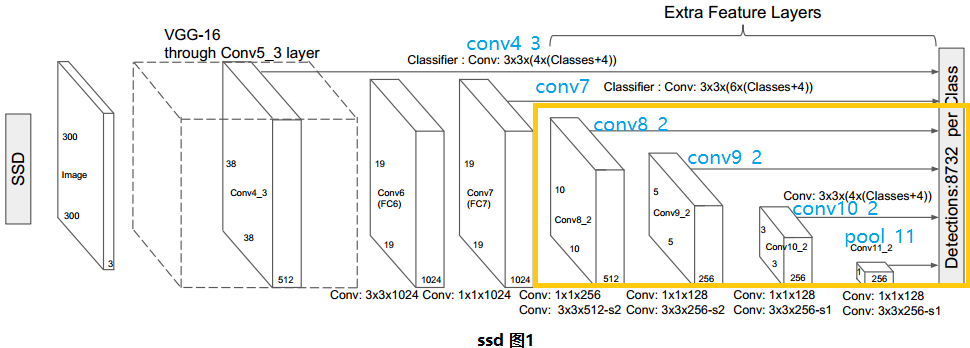 Extra Feature Layers
VGG-16
through Conv5_3 layer
conv4_3
Classifier : Conv: 3x3x(4x(Classes+4))
conv7
Classifier : Conv: 3x3x(6x(Classes+4))
SSD
300
Image
300
3
38
Conv4_3
38
512
19
Conv6
(FC6)
19
1024
19
Conv7
(FC7)
19
1024
conv8_2
10
Conv8_2
10
512
conv9_2
5
Conv9_2
5
256
Conv: 3x3x(4x(Classes+4))
conv10_2
3
Conv10_2
3
256
pool_11
Conv11_2
1
256
Detections:8732 per Class
Conv: 3x3x1024
Conv: 1x1x1024
Conv: 1x1x256
Conv: 3x3x512-s2
Conv: 1x1x128
Conv: 3x3x256-s2
Conv: 1x1x128
Conv: 3x3x256-s1
Conv: 1x1x128
Conv: 3x3x256-s1
ssd 图1